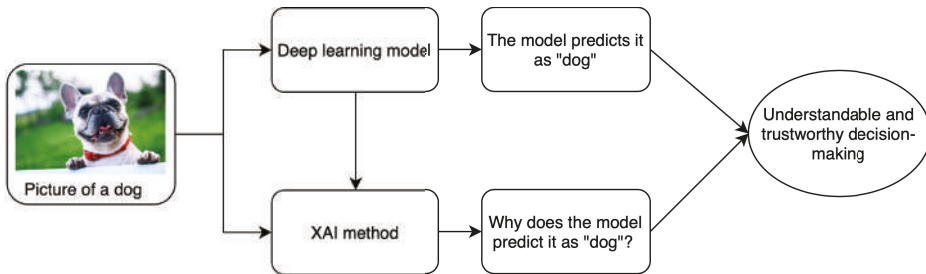 Picture of a dog
Deep learning model
The model predicts it
as "dog"
XAI method
Why does the model
predict it as "dog"?
Understandable and
trustworthy decision-
making